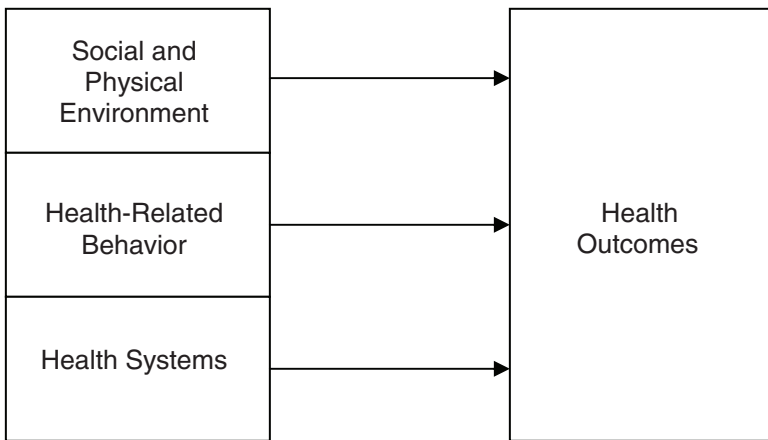 Social and
Physical
Environment
Health-Related
Behavior
Health Systems
Health
Outcomes